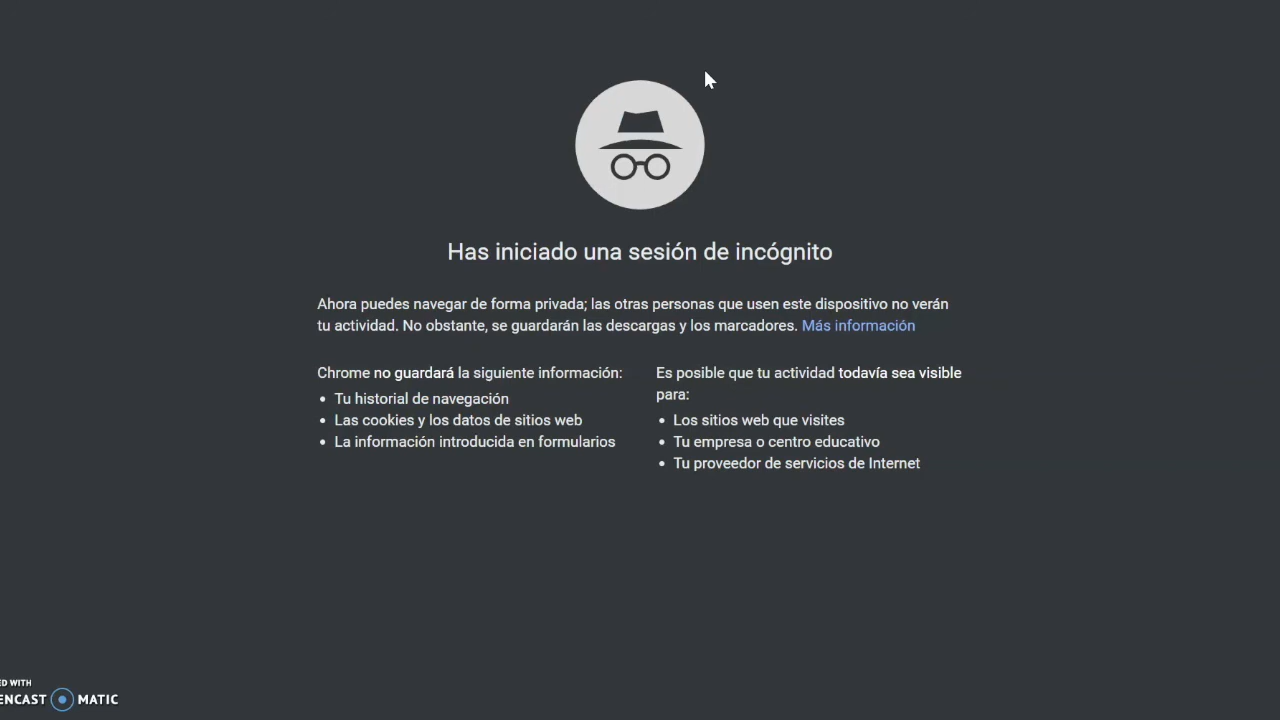 Has iniciado una sesión de incógnito
Ahora puedes navegar de forma privada; las otras personas que usen este dispositivo no verán
tu actividad. No obstante, se guardarán las descargas y los marcadores. Más información
Chrome no guardará la siguiente información:
• Tu historial de navegación
• Las cookies y los datos de sitios web
• La información introducida en formularios
Es posible que tu actividad todavía sea visible
para:
• Los sitios web que visites
• Tu empresa o centro educativo
• Tu proveedor de servicios de Internet
ED WITH
ENCAST MATIC